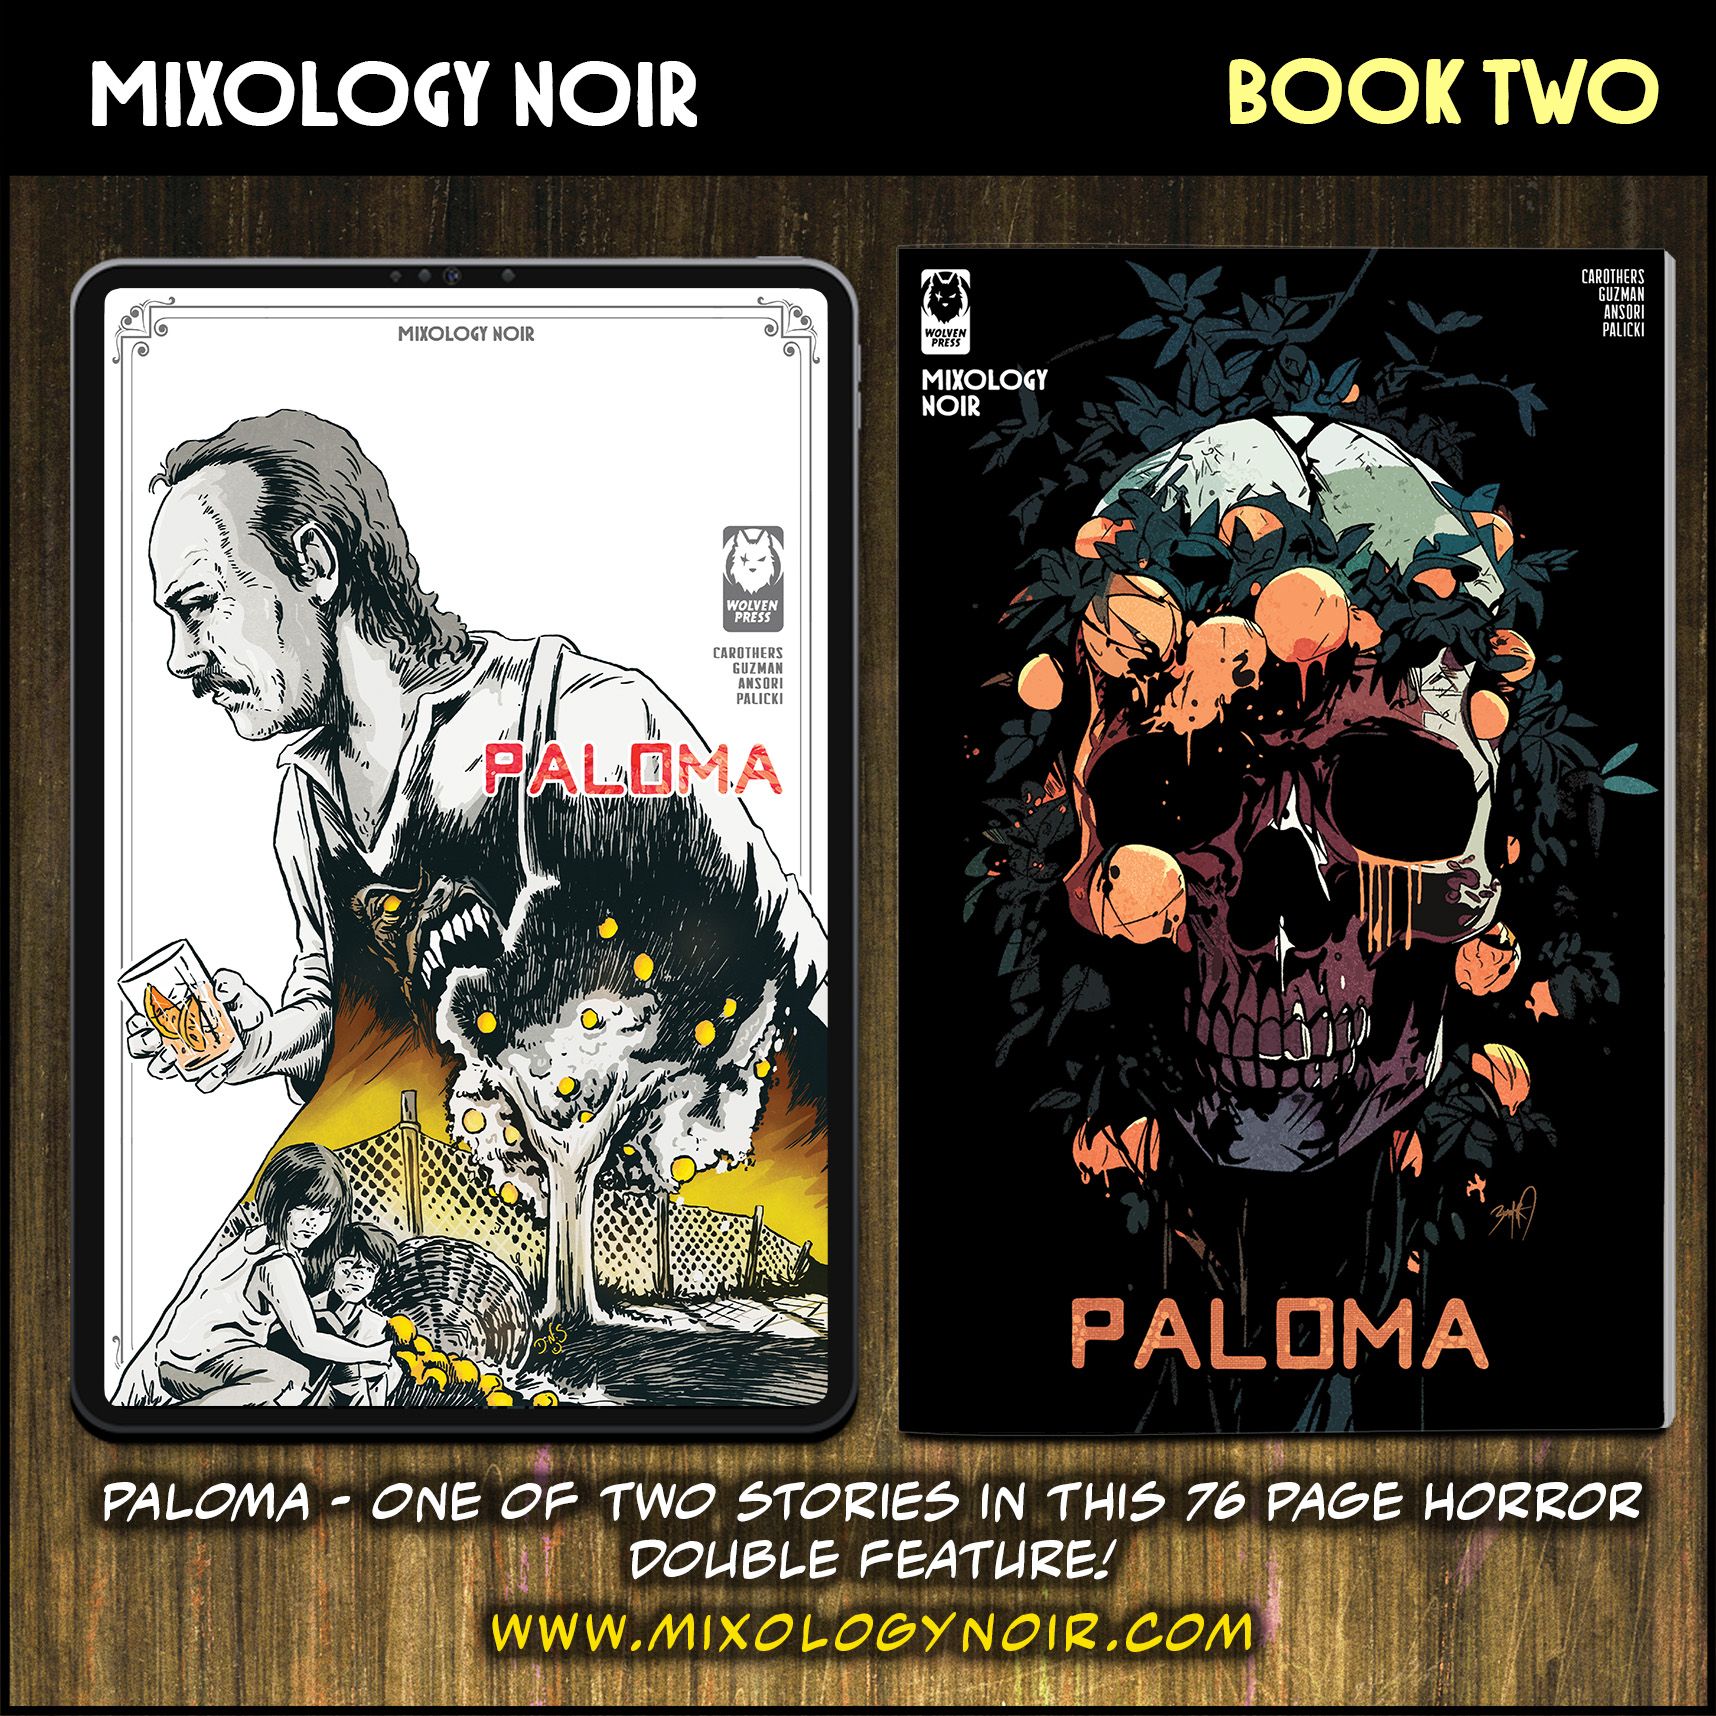 MIXOLOGY NOIR
BOOK TWO
MIXOLOGY NOIR
WOLVEN
PRESS
CAROTHERS
GUZMAN
ANSORI
PALICKI
PALOMA
DNS
WOLVEN
PRESS
MIXOLOGY
NOIR
CAROTHERS
GUZMAN
ANSORI
PALICKI
PALOMA
PALOMA - ONE OF TWO STORIES IN THIS 76 PAGE HORROR
DOUBLE FEATURE!
WWW.MIXOLOGYNOIR.COM